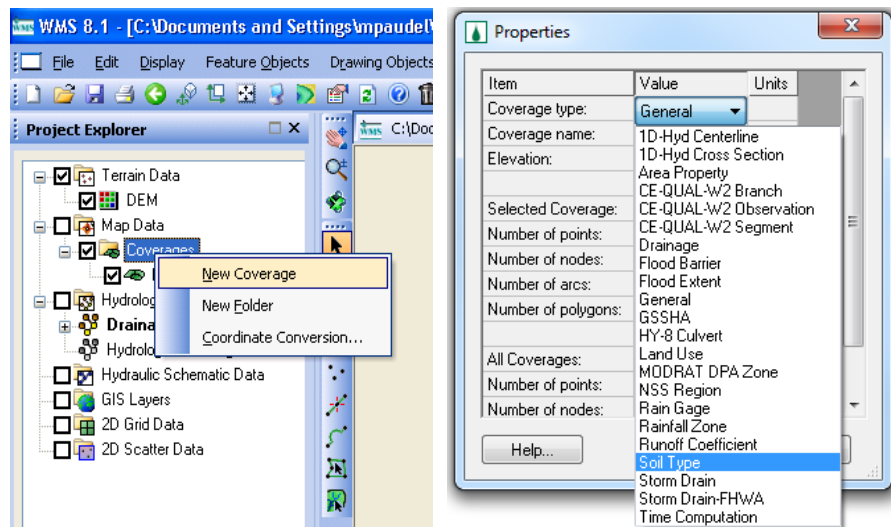 WMS WMS 8.1 - [C:\Documents and Settings\npaudel\
File Edit Display Feature Objects Drawing Objects
Project Explorer
WMS C:\Doc
Terrain Data
DEM
Map Data
Coverages
New Coverage
New Folder
Coordinate Conversion...
Hydrolog
Draina
Hydrolo
Hydraulic Schematic Data
GIS Layers
2D Grid Data
2D Scatter Data
Properties
Item Value Units
Coverage type: General
Coverage name:
Elevation:
Selected Coverage:
Number of points:
Number of nodes:
Number of arcs:
Number of polygons:
All Coverages:
Number of points:
Number of nodes:
Help...
1D-Hyd Centerline
1D-Hyd Cross Section
Area Property
CE-QUAL-W2 Branch
CE-QUAL-W2 Observation
CE-QUAL-W2 Segment
Drainage
Flood Barrier
Flood Extent
General
GSSHA
HY-8 Culvert
Land Use
MODRAT DPA Zone
NSS Region
Rain Gage
Rainfall Zone
Runoff Coefficient
Soil Type
Storm Drain
Storm Drain-FHWA
Time Computation